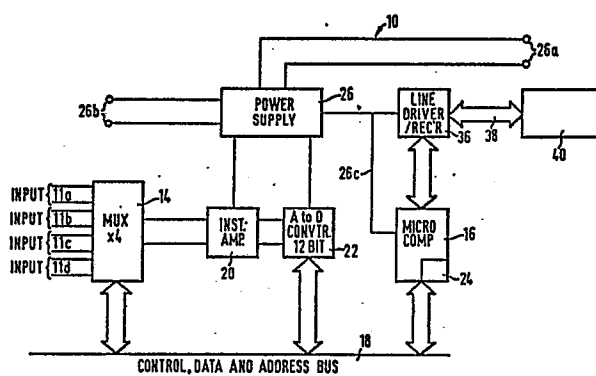 10
26a
26b
POWER
SUPPLY
26
LINE
DRIVER
/REC'R
36
38
40
26c
INPUT 11a
INPUT 11b
INPUT 11c
INPUT 11d
14
MUX
x4
INST.
AMP.
20
A to D
CONVTR.
12 BIT
22
MICRO
COMP
16
24
18
CONTROL, DATA AND ADDRESS BUS